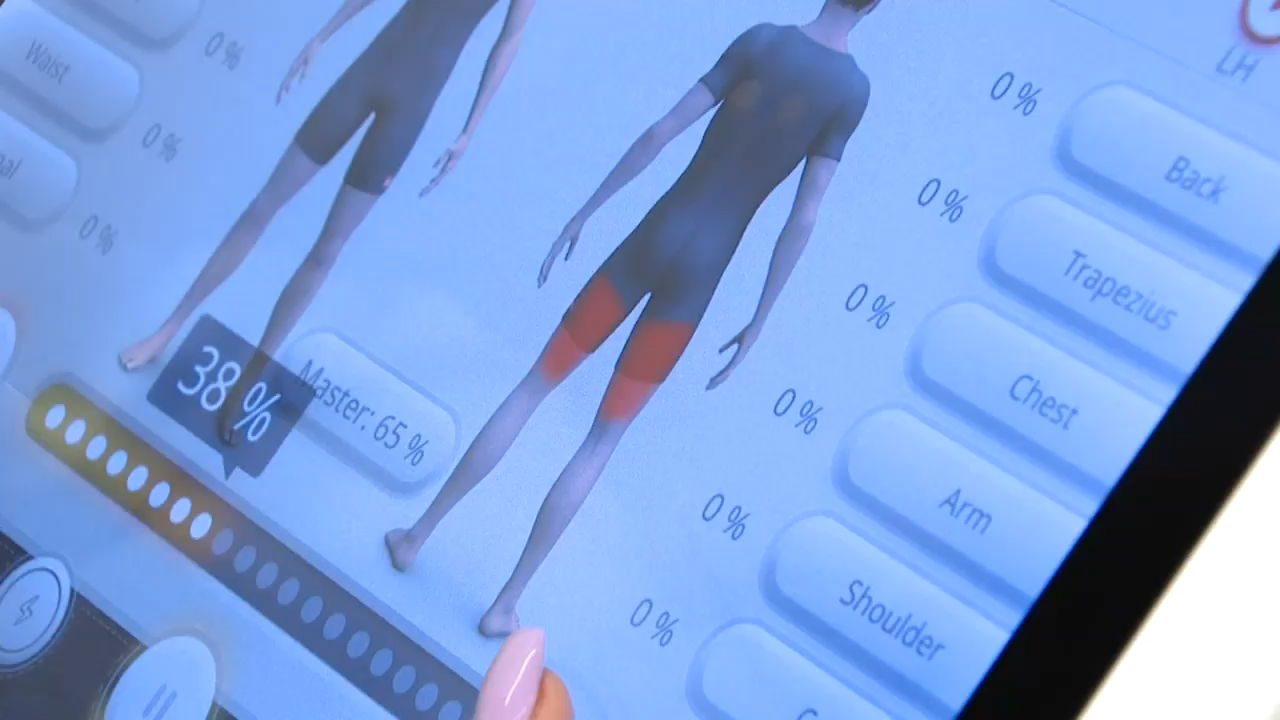 0 %
Waist
0 %
0 %
38 %
Master: 65 %
LH
0 %
Back
0 %
Trapezius
0 %
Chest
0 %
Arm
0 %
Shoulder
0 %